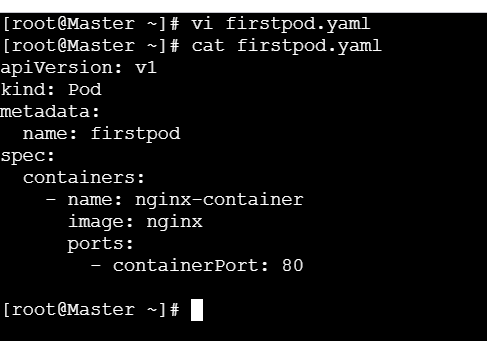 [root@Master ~]# vi firstpod.yaml
[root@Master ~]# cat firstpod.yaml
apiVersion: v1
kind: Pod
metadata:
  name: firstpod
spec:
  containers:
    - name: nginx-container
      image: nginx
      ports:
        - containerPort: 80
[root@Master ~]#